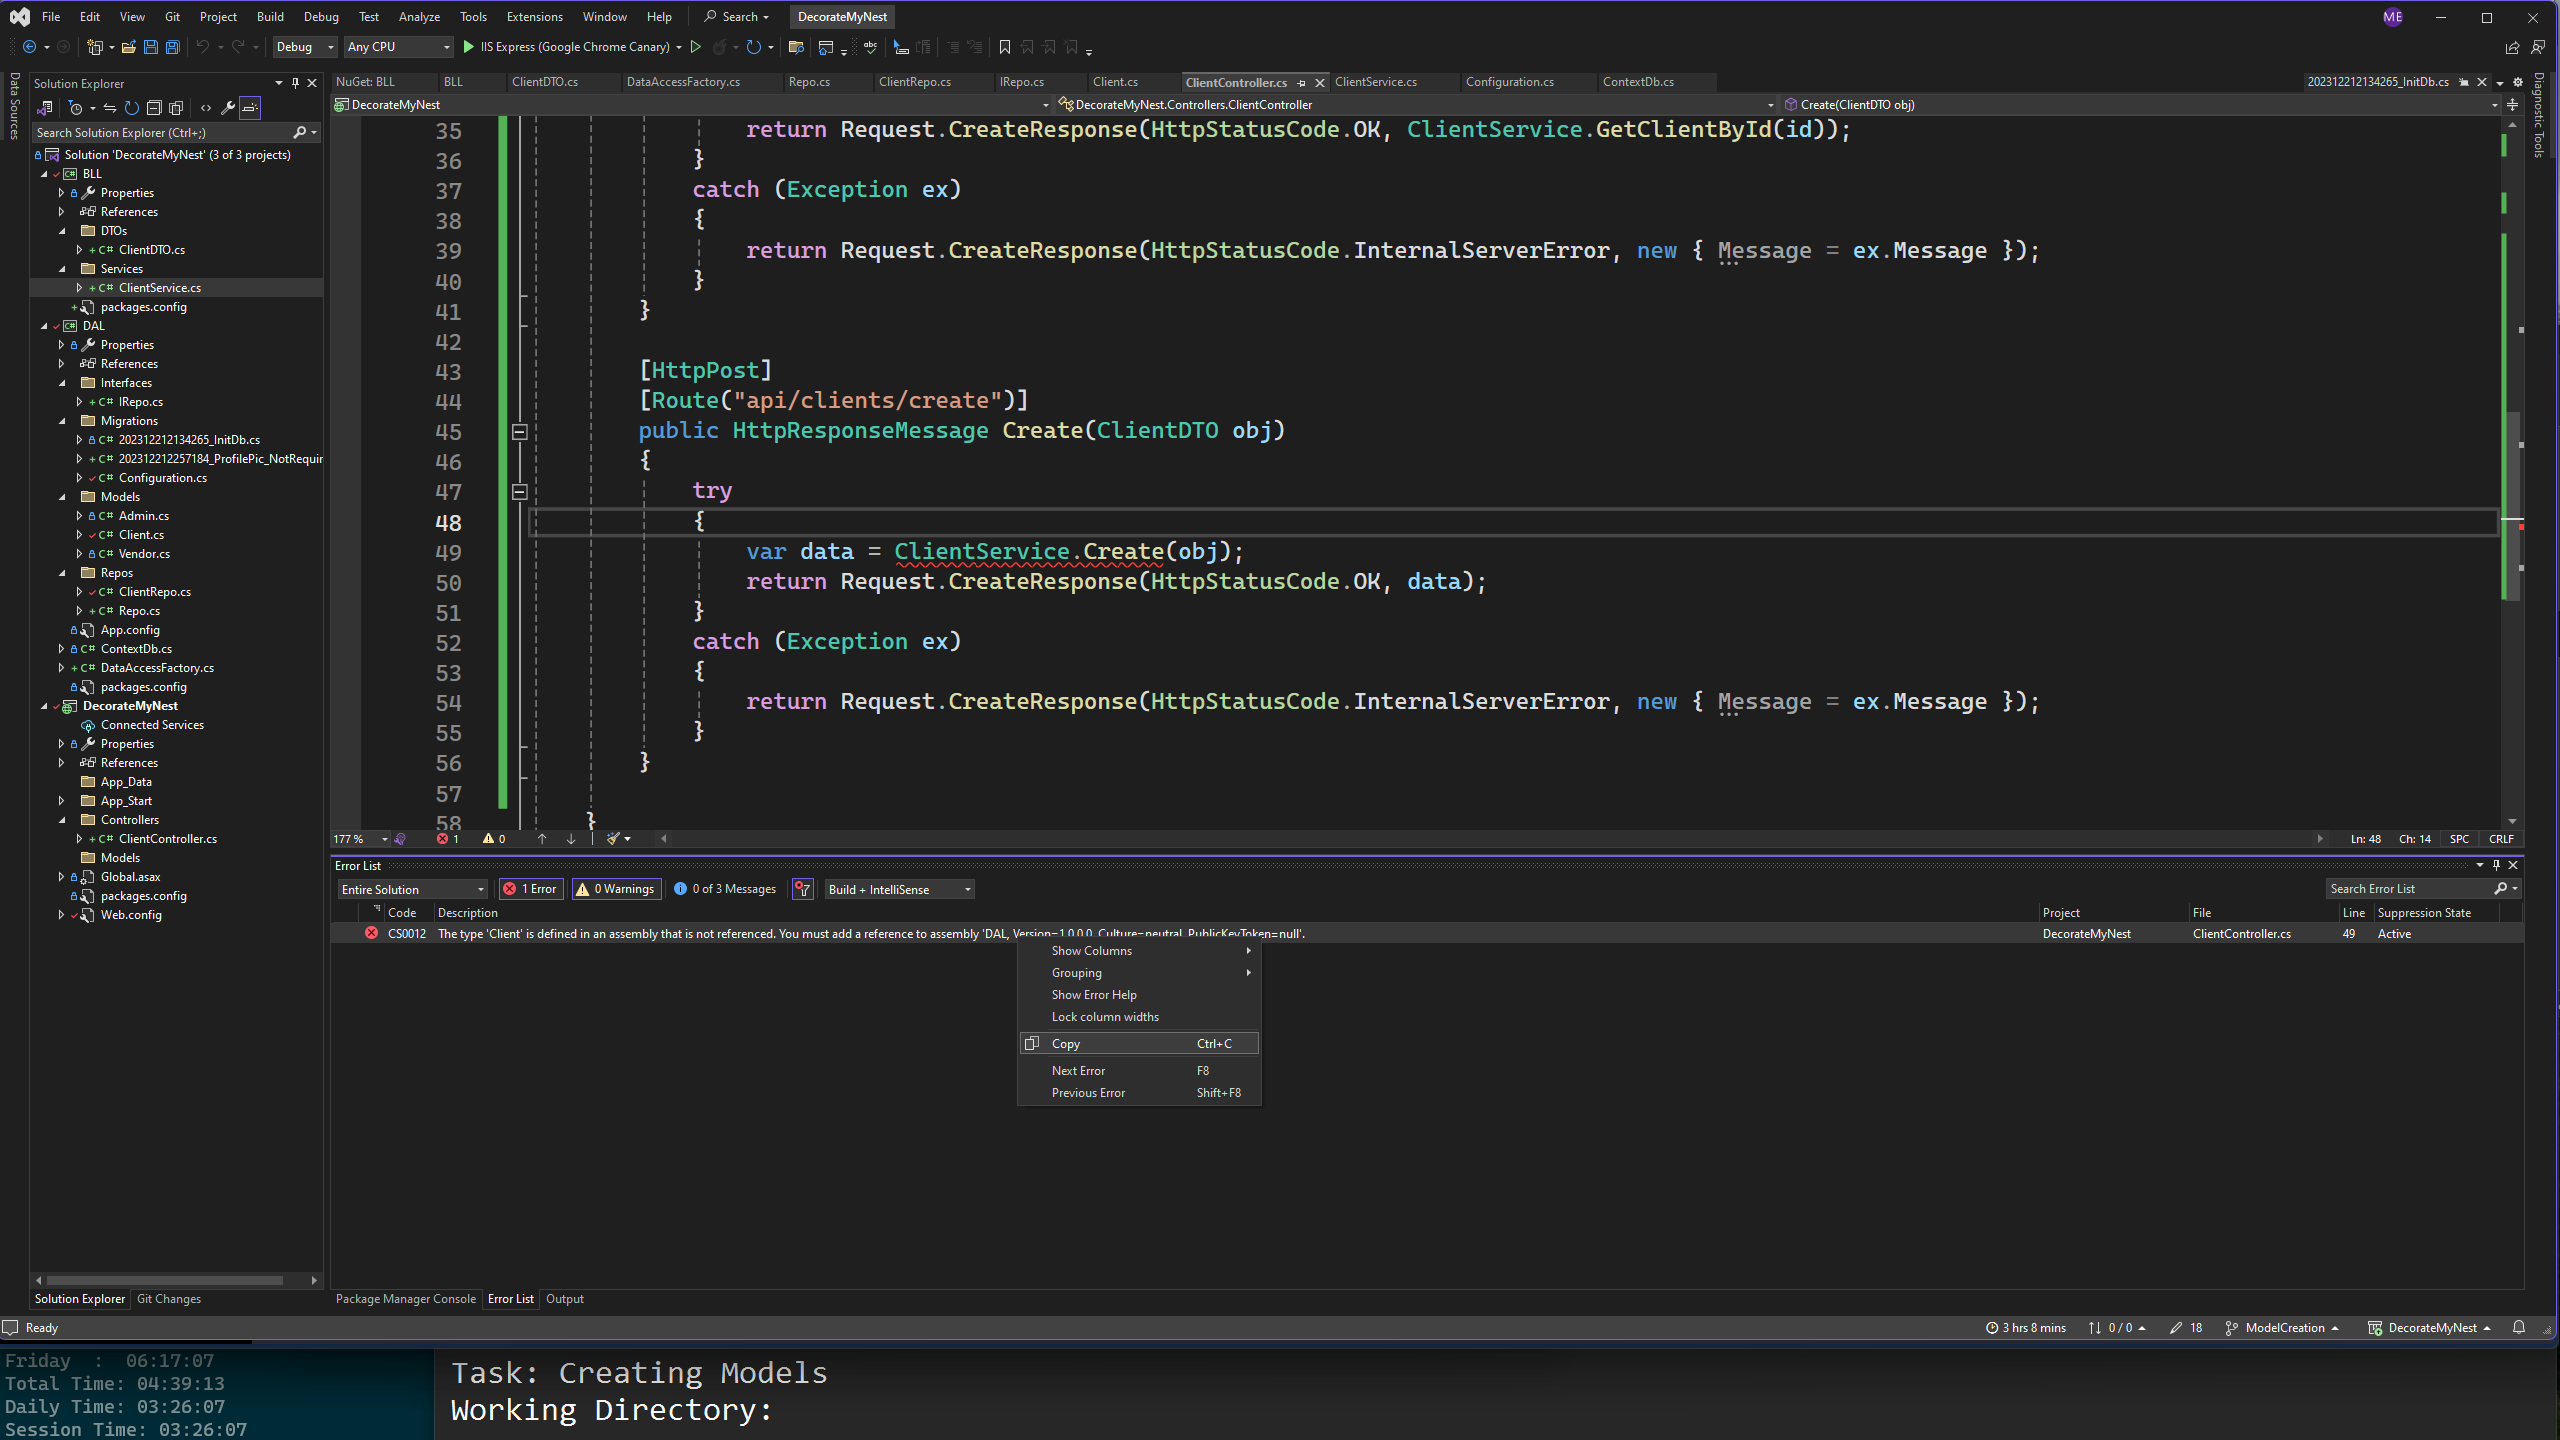 File Edit View Git Project Build Debug Test Analyze Tools Extensions Window Help Search DecorateMyNest ME
Debug Any CPU IIS Express (Google Chrome Canary)
Data Sources
Solution Explorer
Search Solution Explorer (Ctrl+;)
Solution 'DecorateMyNest' (3 of 3 projects)
BLL
Properties
References
DTOs
C# ClientDTO.cs
Services
C# ClientService.cs
packages.config
DAL
Properties
References
Interfaces
C# IRepo.cs
Migrations
C# 202312212134265_InitDb.cs
C# 202312212257184_ProfilePic_NotRequir
C# Configuration.cs
Models
C# Admin.cs
C# Client.cs
C# Vendor.cs
Repos
C# ClientRepo.cs
C# Repo.cs
App.config
C# ContextDb.cs
C# DataAccessFactory.cs
packages.config
DecorateMyNest
Connected Services
Properties
References
App_Data
App_Start
Controllers
C# ClientController.cs
Models
Global.asax
packages.config
Web.config
Solution Explorer Git Changes
NuGet: BLL BLL ClientDTO.cs DataAccessFactory.cs Repo.cs ClientRepo.cs IRepo.cs Client.cs ClientController.cs ClientService.cs Configuration.cs ContextDb.cs 202312212134265_InitDb.cs
DecorateMyNest DecorateMyNest.Controllers.ClientController Create(ClientDTO obj)
Diagnostic Tools
35 return Request.CreateResponse(HttpStatusCode.OK, ClientService.GetClientById(id));
36 }
37 catch (Exception ex)
38 {
39 return Request.CreateResponse(HttpStatusCode.InternalServerError, new { Message = ex.Message });
40 }
41 }
42
43 [HttpPost]
44 [Route("api/clients/create")]
45 public HttpResponseMessage Create(ClientDTO obj)
46 {
47 try
48 {
49 var data = ClientService.Create(obj);
50 return Request.CreateResponse(HttpStatusCode.OK, data);
51 }
52 catch (Exception ex)
53 {
54 return Request.CreateResponse(HttpStatusCode.InternalServerError, new { Message = ex.Message });
55 }
56 }
57
58 }
177 % 1 0 Ln: 48 Ch: 14 SPC CRLF
Error List
Entire Solution 1 Error 0 Warnings 0 of 3 Messages Build + IntelliSense Search Error List
Code Description Project File Line Suppression State
CS0012 The type 'Client' is defined in an assembly that is not referenced. You must add a reference to assembly 'DAL, Version=1.0.0.0, Culture=neutral, PublicKeyToken=null'. DecorateMyNest ClientController.cs 49 Active
Show Columns
Grouping
Show Error Help
Lock column widths
Copy Ctrl+C
Next Error F8
Previous Error Shift+F8
Package Manager Console Error List Output
Ready 3 hrs 8 mins 0 / 0 18 ModelCreation DecorateMyNest
Friday : 06:17:07
Total Time: 04:39:13
Daily Time: 03:26:07
Session Time: 03:26:07
Task: Creating Models
Working Directory: